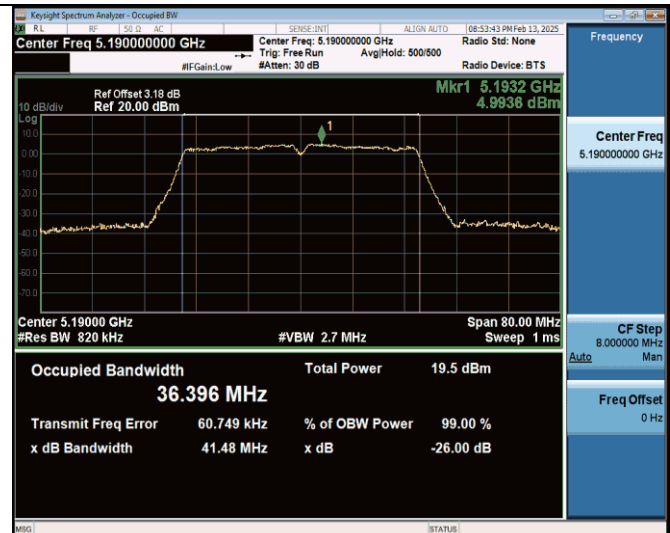 Keysight Spectrum Analyzer - Occupied BW
RL RF 50 Ω AC SENSE:INT ALIGN AUTO 08:53:43 PM Feb 13, 2025
Center Freq 5.190000000 GHz
Center Freq: 5.190000000 GHz
Radio Std: None
Trig: Free Run
Avg|Hold: 500/500
#IFGain:Low
#Atten: 30 dB
Radio Device: BTS
Frequency
Ref Offset 3.18 dB
10 dB/div
Ref 20.00 dBm
Mkr1 5.1932 GHz
4.9936 dBm
Log
10.0
0.00
-10.0
-20.0
-30.0
-40.0
-50.0
-60.0
-70.0
1
Center 5.19000 GHz
Span 80.00 MHz
#Res BW 820 kHz
#VBW 2.7 MHz
Sweep 1 ms
Occupied Bandwidth
36.396 MHz
Total Power 19.5 dBm
Transmit Freq Error 60.749 kHz
% of OBW Power 99.00 %
x dB Bandwidth 41.48 MHz
x dB -26.00 dB
Center Freq
5.190000000 GHz
CF Step
8.000000 MHz
Auto Man
Freq Offset
0 Hz
MSG
STATUS